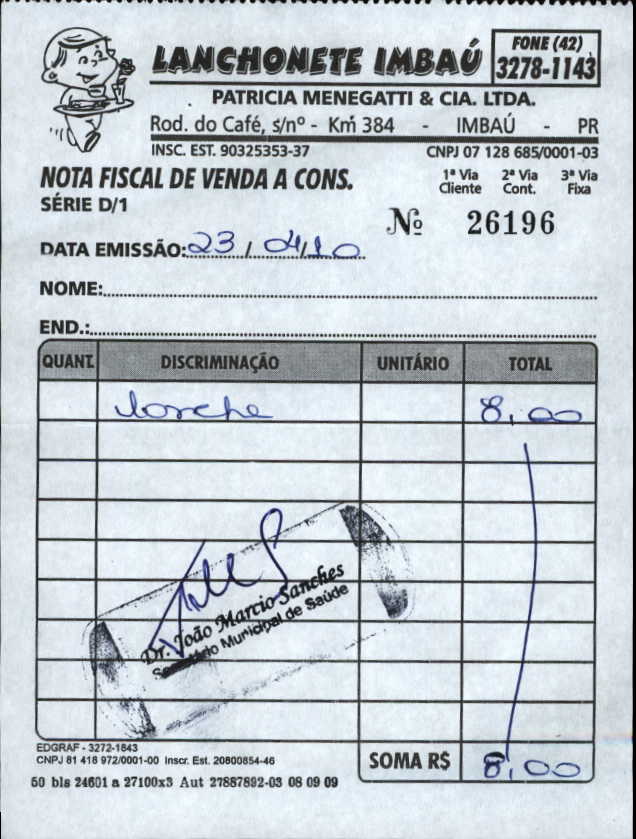 LANCHONETE IMBAÚ
FONE (42)
3278-1143
PATRICIA MENEGATTI & CIA. LTDA.
Rod. do Café, s/nº - Km 384 - IMBAÚ - PR
INSC. EST. 90325353-37 CNPJ 07 128 685/0001-03
NOTA FISCAL DE VENDA A CONS.
1ª Via Cliente 2ª Via Cont. 3ª Via Fixa
SÉRIE D/1
Nº 26196
DATA EMISSÃO: 23 / 04 / 10
NOME:
END.:
QUANT. DISCRIMINAÇÃO UNITÁRIO TOTAL
lanche 8,00
Dr. João Marcio Sanches
Secretário Municipal de Saúde
EDGRAF - 3272-1843
CNPJ 81 418 972/0001-00 Inscr. Est. 20800854-46
SOMA R$ 8,00
50 bls 24601 a 27100x3 Aut 27887892-03 08 09 09